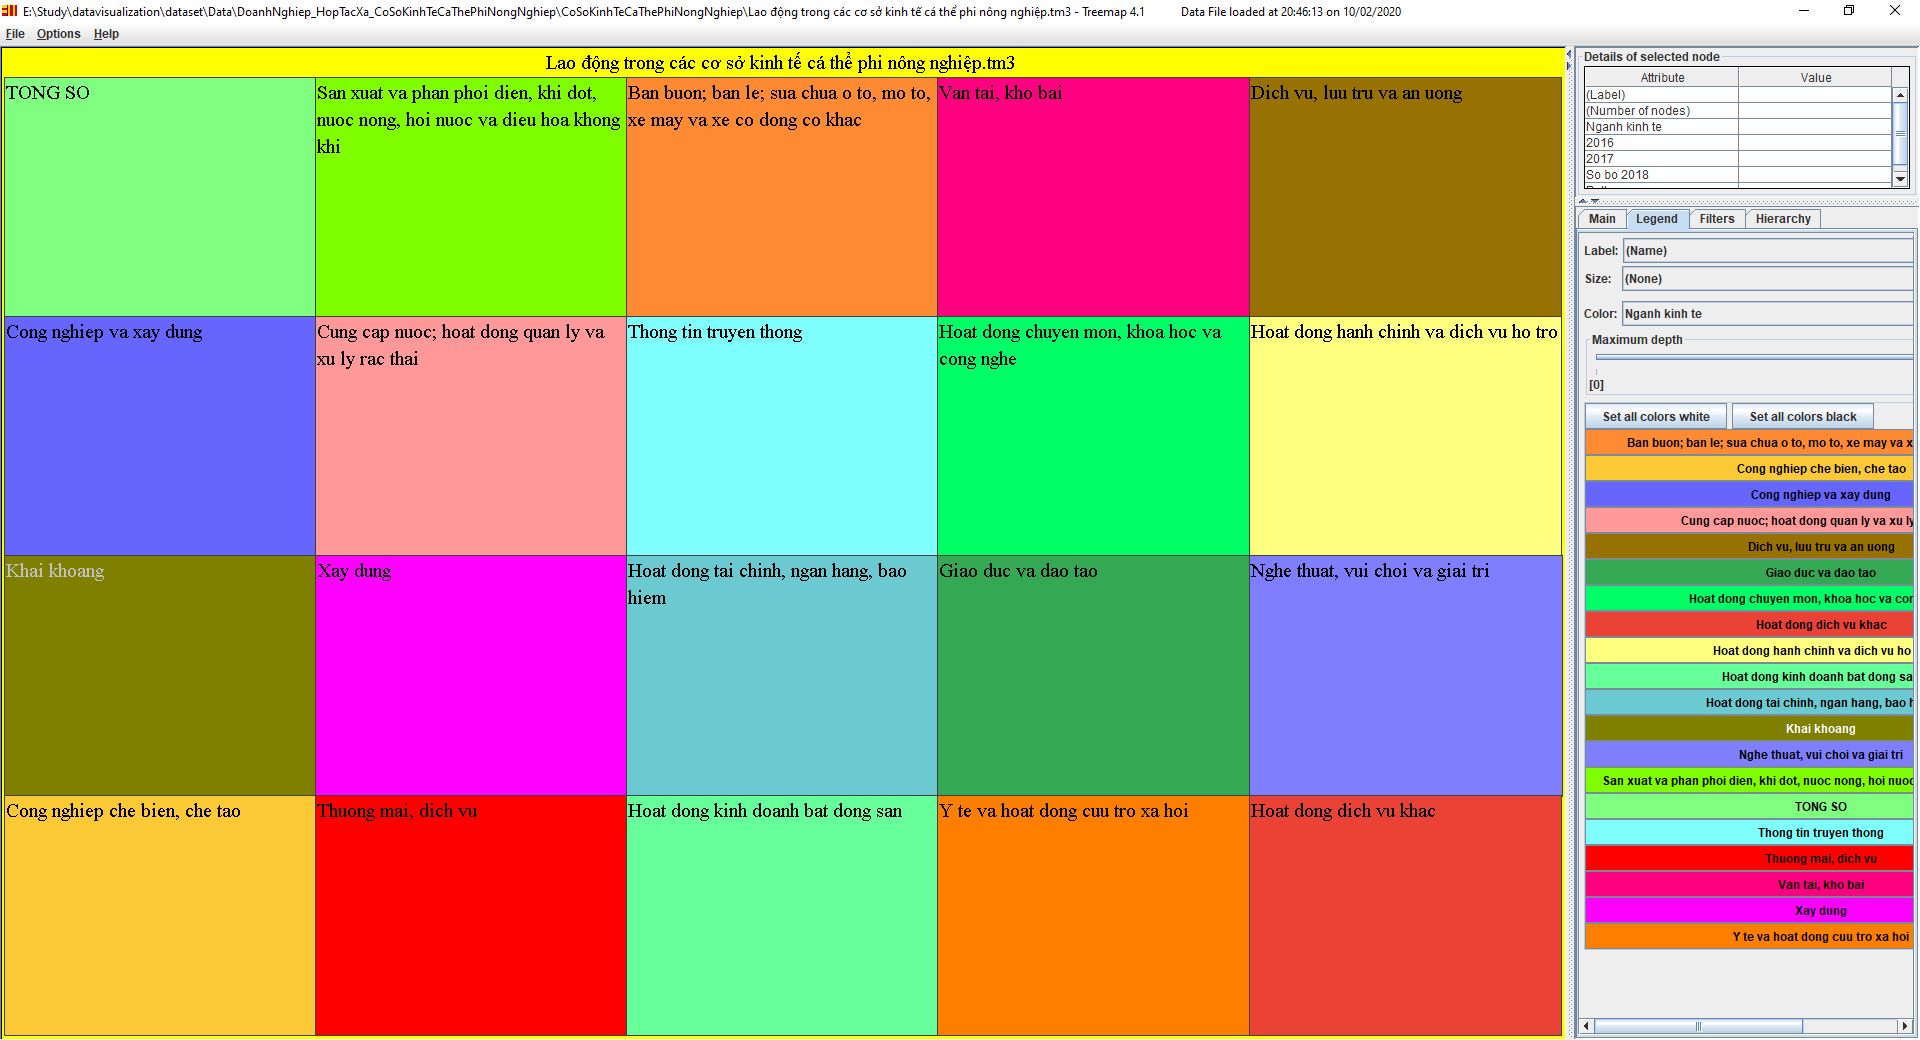 E:\Study\datavisualization\dataset\Data\DoanhNghiep_HopTacXa_CoSoKinhTeCaThePhiNongNghiep\CoSoKinhTeCaThePhiNongNghiep\Lao động trong các cơ sở kinh tế cá thể phi nông nghiệp.tm3 - Treemap 4.1 Data File loaded at 20:46:13 on 10/02/2020
File Options Help
Lao động trong các cơ sở kinh tế cá thể phi nông nghiệp.tm3
TONG SO
San xuat va phan phoi dien, khi dot,
nuoc nong, hoi nuoc va dieu hoa khong
khi
Ban buon; ban le; sua chua o to, mo to,
xe may va xe co dong co khac
Van tai, kho bai
Dich vu, luu tru va an uong
Cong nghiep va xay dung
Cung cap nuoc; hoat dong quan ly va
xu ly rac thai
Thong tin truyen thong
Hoat dong chuyen mon, khoa hoc va
cong nghe
Hoat dong hanh chinh va dich vu ho tro
Khai khoang
Xay dung
Hoat dong tai chinh, ngan hang, bao
hiem
Giao duc va dao tao
Nghe thuat, vui choi va giai tri
Cong nghiep che bien, che tao
Thuong mai, dich vu
Hoat dong kinh doanh bat dong san
Y te va hoat dong cuu tro xa hoi
Hoat dong dich vu khac
Details of selected node
Attribute Value
(Label)
(Number of nodes)
Nganh kinh te
2016
2017
So bo 2018
Main Legend Filters Hierarchy
Label: (Name)
Size: (None)
Color: Nganh kinh te
Maximum depth
[0]
Set all colors white Set all colors black
Ban buon; ban le; sua chua o to, mo to, xe may va x
Cong nghiep che bien, che tao
Cong nghiep va xay dung
Cung cap nuoc; hoat dong quan ly va xu ly
Dich vu, luu tru va an uong
Giao duc va dao tao
Hoat dong chuyen mon, khoa hoc va con
Hoat dong dich vu khac
Hoat dong hanh chinh va dich vu ho
Hoat dong kinh doanh bat dong sa
Hoat dong tai chinh, ngan hang, bao h
Khai khoang
Nghe thuat, vui choi va giai tri
San xuat va phan phoi dien, khi dot, nuoc nong, hoi nuoc
TONG SO
Thong tin truyen thong
Thuong mai, dich vu
Van tai, kho bai
Xay dung
Y te va hoat dong cuu tro xa hoi